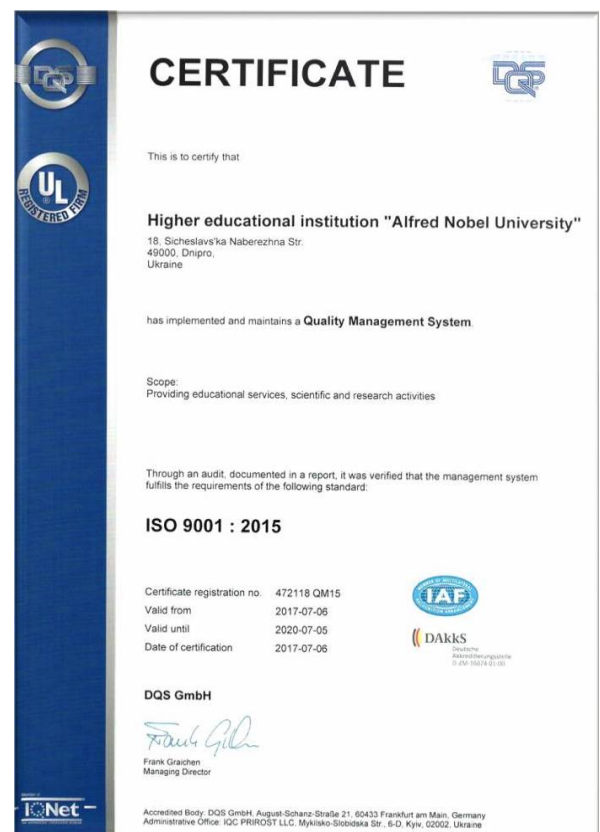 DQS
CERTIFICATE
DQS
UL
REGISTERED FIRM
This is to certify that
Higher educational institution "Alfred Nobel University"
18, Sicheslavs'ka Naberezhna Str.
49000, Dnipro,
Ukraine
has implemented and maintains a Quality Management System.
Scope:
Providing educational services, scientific and research activities
Through an audit, documented in a report, it was verified that the management system
fulfills the requirements of the following standard:
ISO 9001 : 2015
Certificate registration no. 472118 QM15
Valid from 2017-07-06
Valid until 2020-07-05
Date of certification 2017-07-06
IAF
DAkkS
Deutsche
Akkreditierungsstelle
DQS GmbH
Frank Graichen
Managing Director
IQNet
Accredited Body: DQS GmbH, August-Schanz-Straße 21, 60433 Frankfurt am Main, Germany
Administrative Office: IQC PRIROST LLC. Mykilsko-Slobidska Str., 6-D, Kyiv, 02002, Ukraine